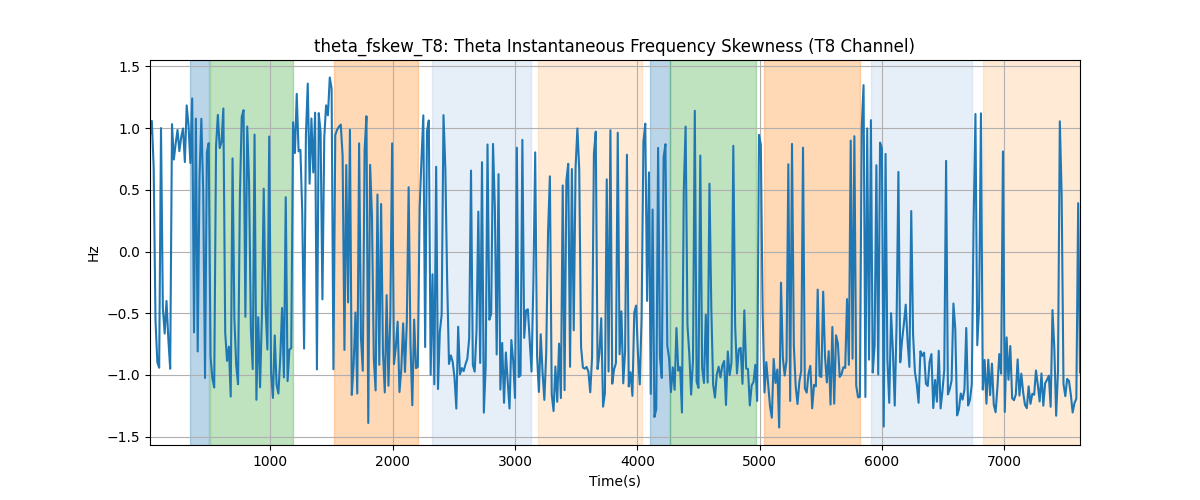 theta_fskew_T8: Theta Instantaneous Frequency Skewness (T8 Channel)
1.5
1.0
0.5
0.0
−0.5
−1.0
−1.5
Hz
1000 2000 3000 4000 5000 6000 7000
Time(s)